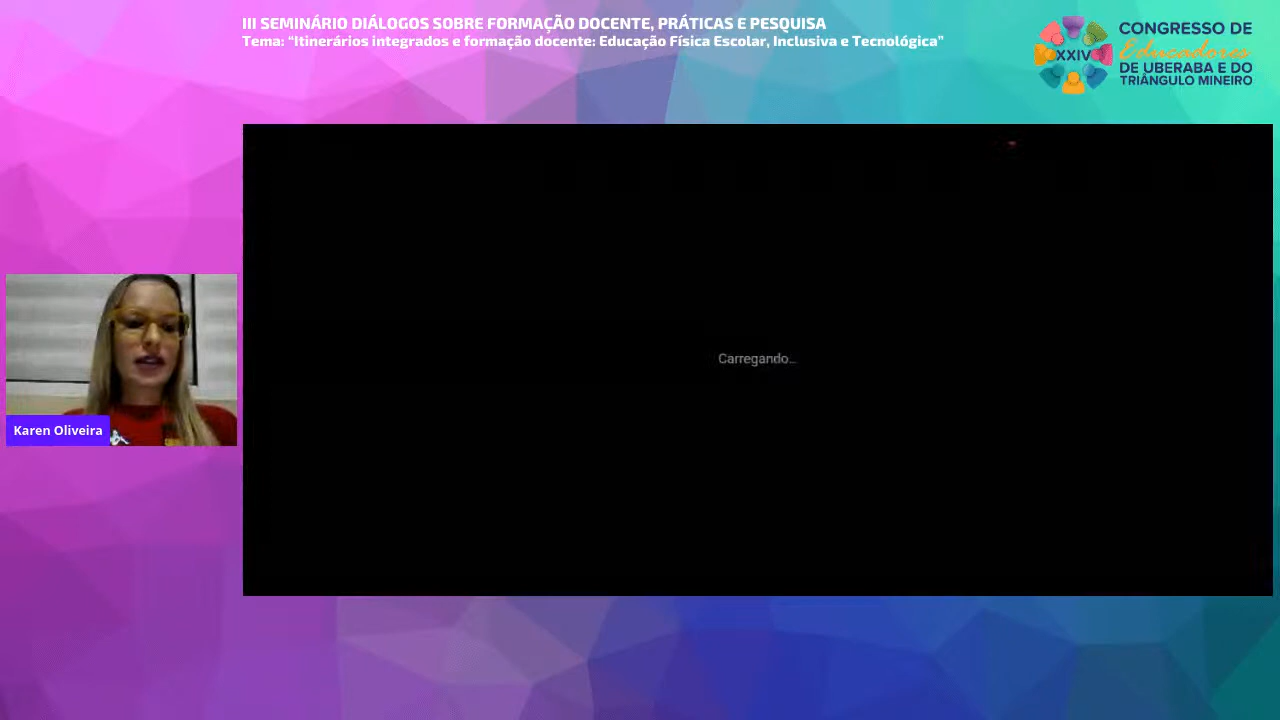 III SEMINÁRIO DIÁLOGOS SOBRE FORMAÇÃO DOCENTE, PRÁTICAS E PESQUISA
Tema: “Itinerários integrados e formação docente: Educação Física Escolar, Inclusiva e Tecnológica”
XXIV
CONGRESSO DE
Educadores
DE UBERABA E DO
TRIÂNGULO MINEIRO
Carregando...
Karen Oliveira